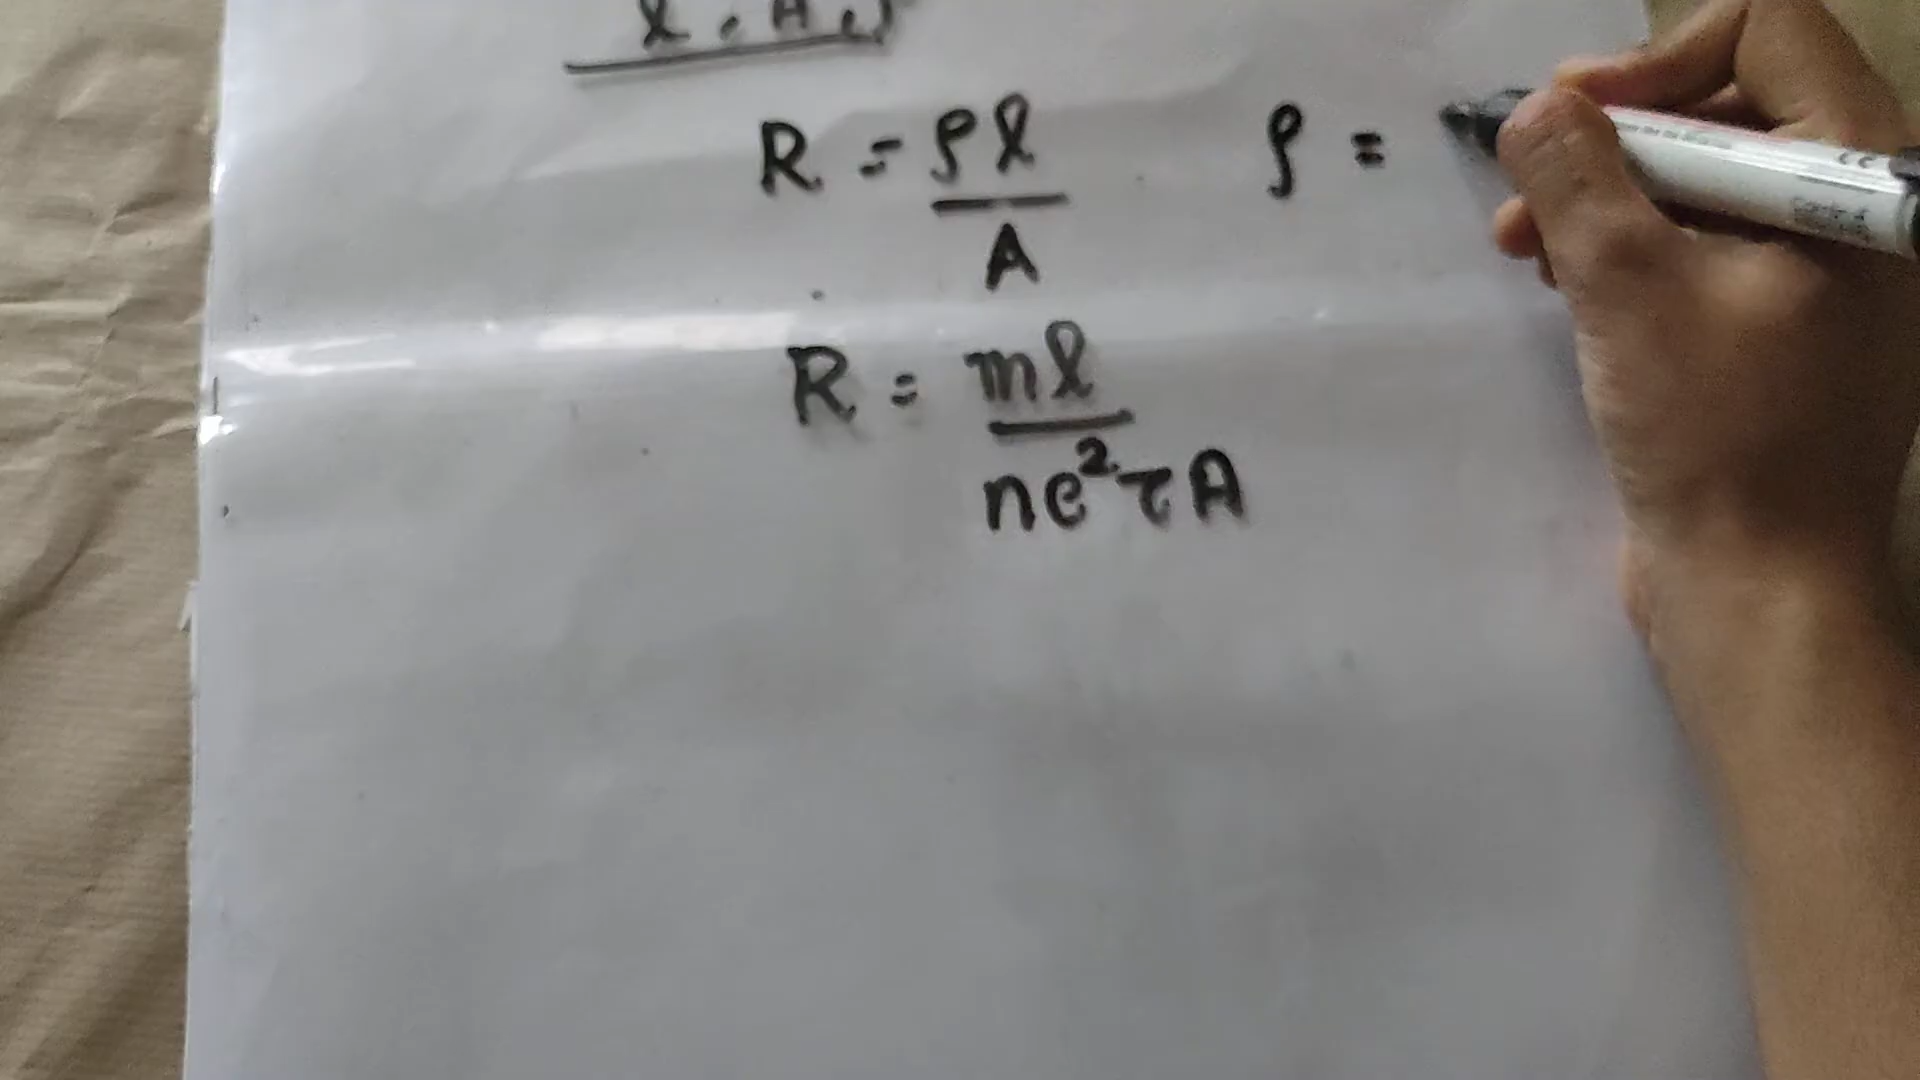 R = ρl/A    ρ =
R = ml/ne²τA